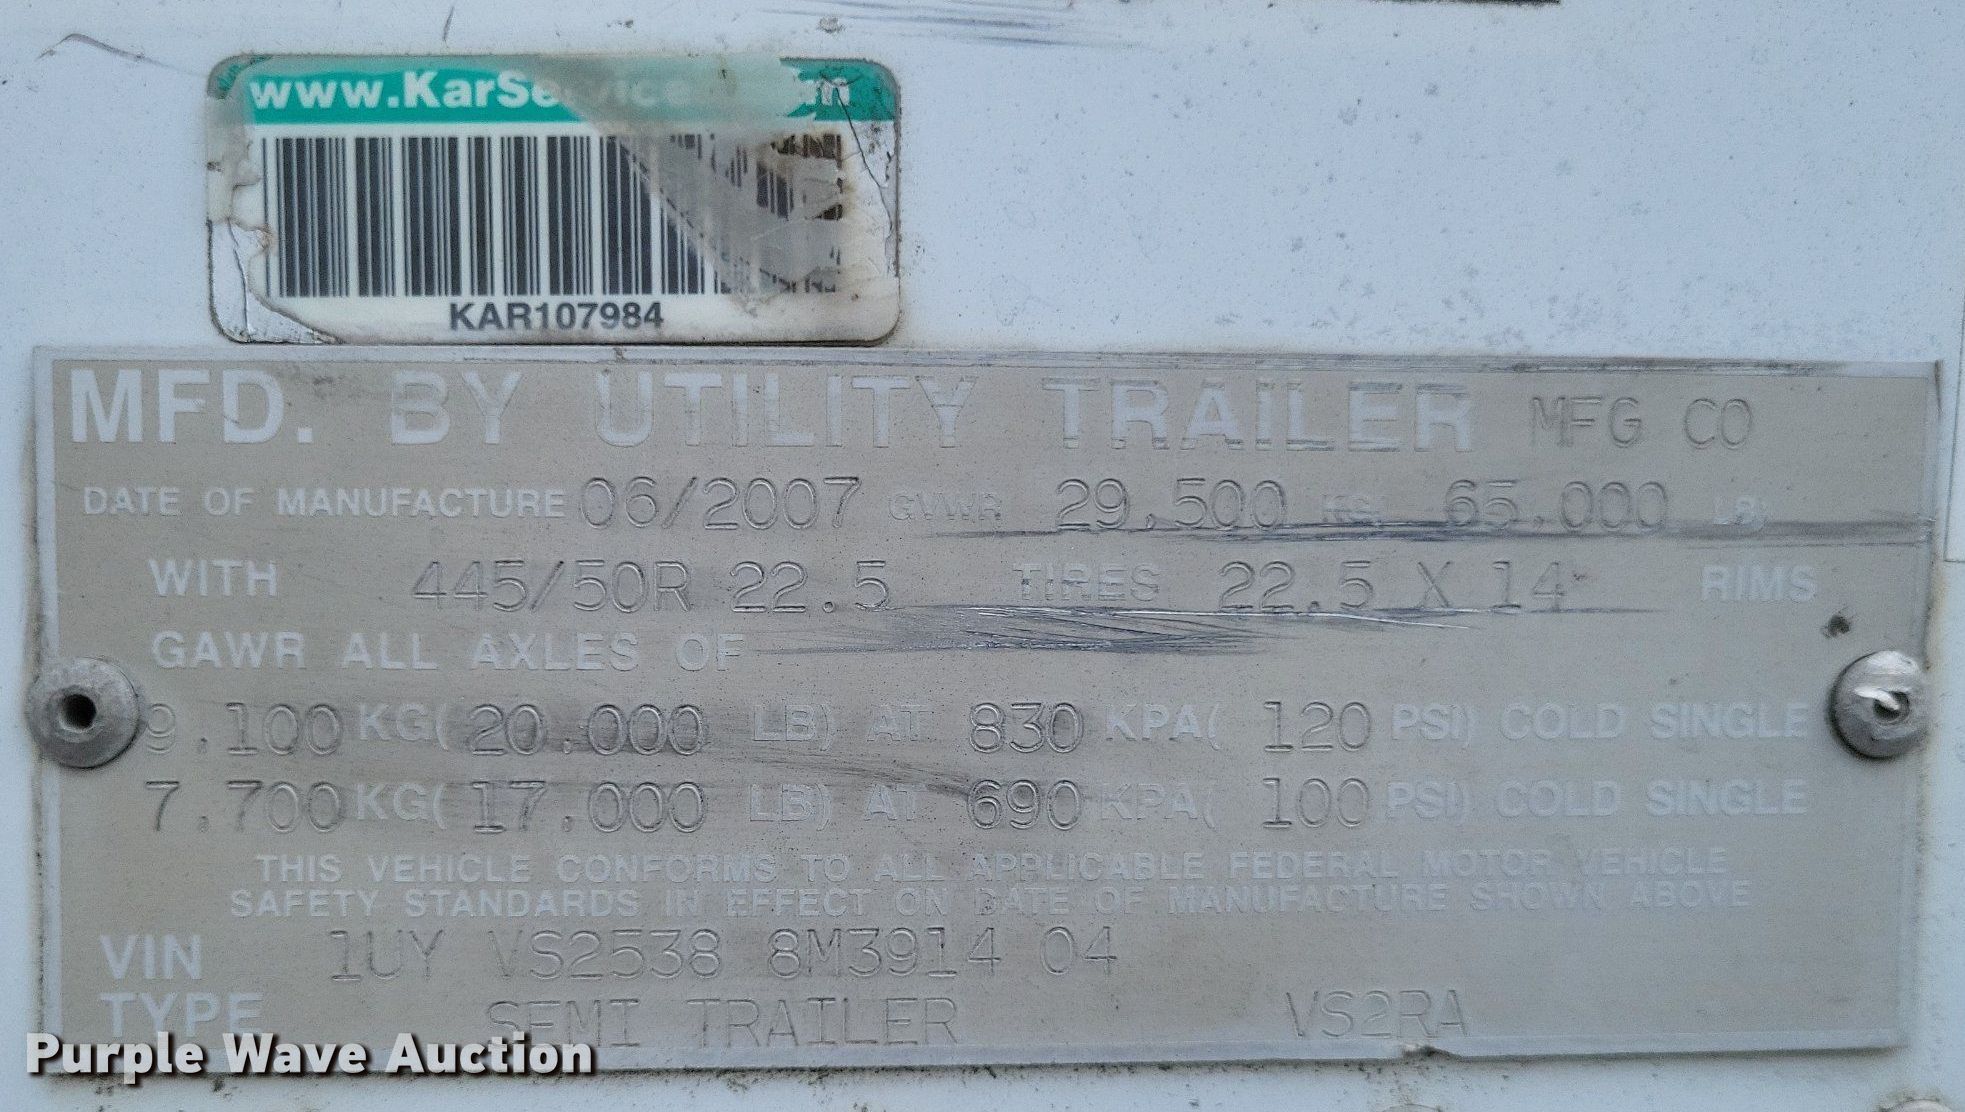 www.KarSe
KAR107984
MFD. BY UTILITY TRAILER MFG CO
DATE OF MANUFACTURE 06/2007 GVWR 29,500 KG 65,000 LB)
WITH 445/50R 22.5 TIRES 22.5 X 14 RIMS
GAWR ALL AXLES OF
9,100 KG( 20,000 LB) AT 830 KPA( 120 PSI) COLD SINGLE
7,700 KG( 17,000 LB) AT 690 KPA( 100 PSI) COLD SINGLE
THIS VEHICLE CONFORMS TO ALL APPLICABLE FEDERAL MOTOR VEHICLE
SAFETY STANDARDS IN EFFECT ON DATE OF MANUFACTURE SHOWN ABOVE
VIN 1UY VS2538 8M3914 04
TYPE SEMI TRAILER VS2RA
Purple Wave Auction